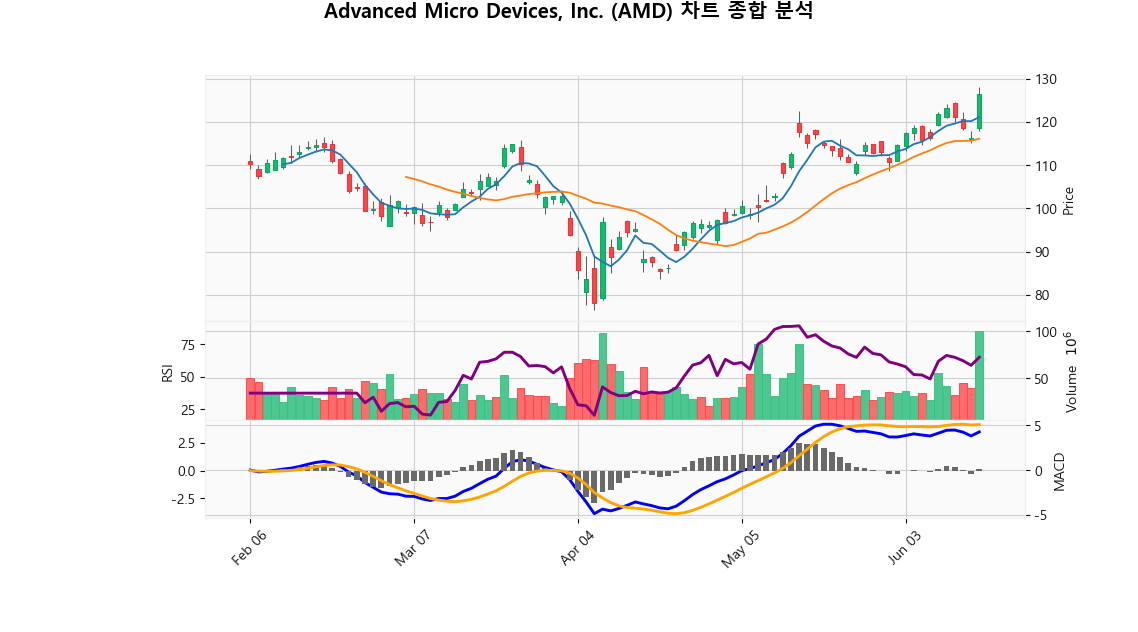 Advanced Micro Devices, Inc. (AMD) 차트 종합 분석
130
120
110
100
90
80
Price
75
50
25
RSI
100
50
Volume 10^6
2.5
0.0
-2.5
5
0
-5
MACD
Feb 06
Mar 07
Apr 04
May 05
Jun 03